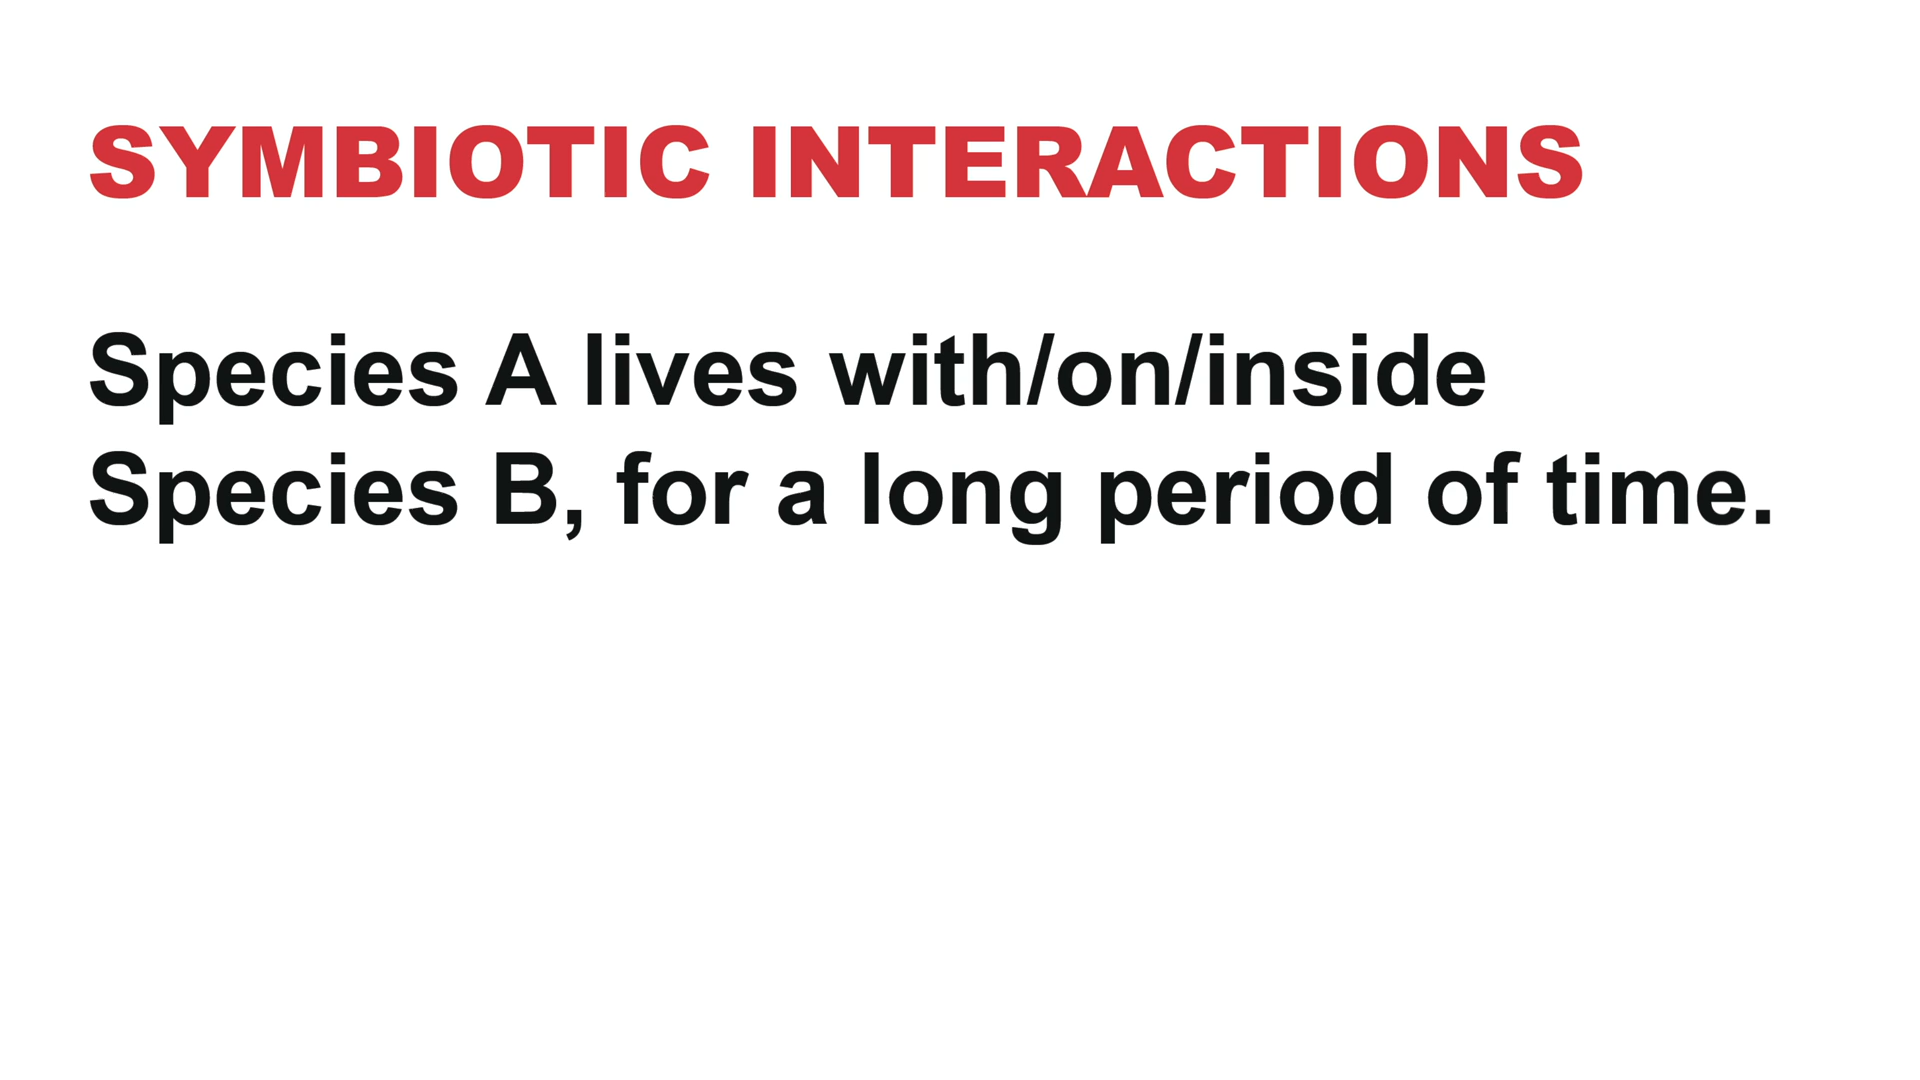 SYMBIOTIC INTERACTIONS
Species A lives with/on/inside
Species B, for a long period of time.